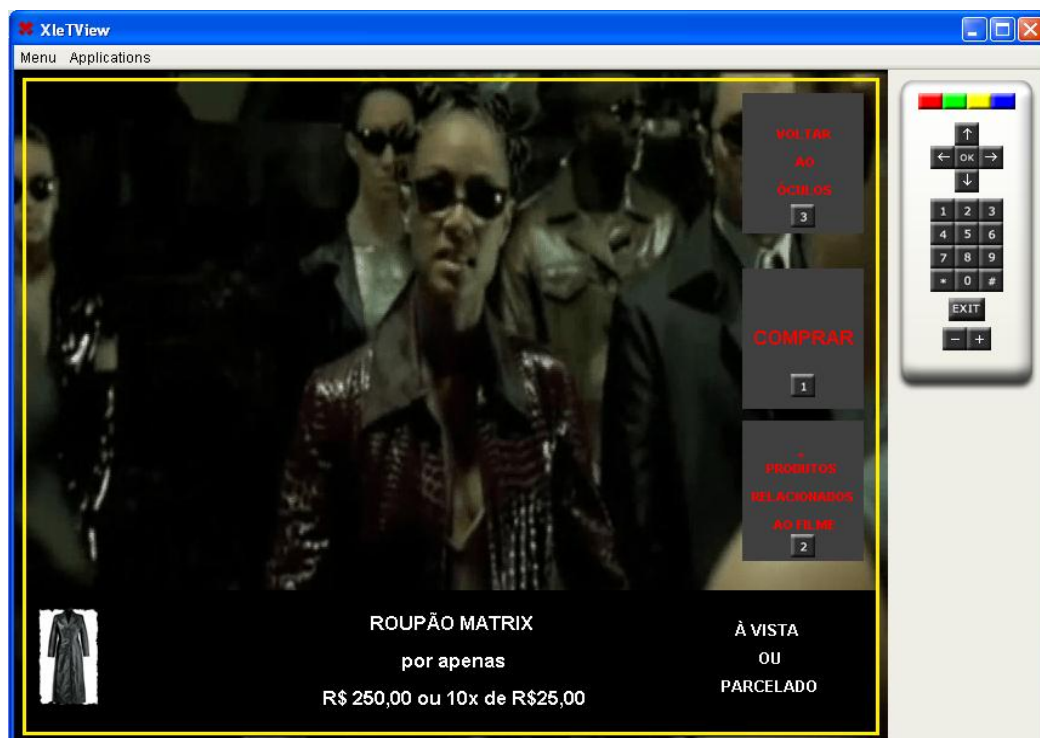 XleTView
Menu Applications
VOLTAR
AO
ÓCULOS
3
COMPRAR
1
+
PRODUTOS
RELACIONADOS
AO FILME
2
ROUPÃO MATRIX
por apenas
R$ 250,00 ou 10x de R$25,00
À VISTA
OU
PARCELADO
↑
← OK →
↓
1 2 3
4 5 6
7 8 9
* 0 #
EXIT
− +